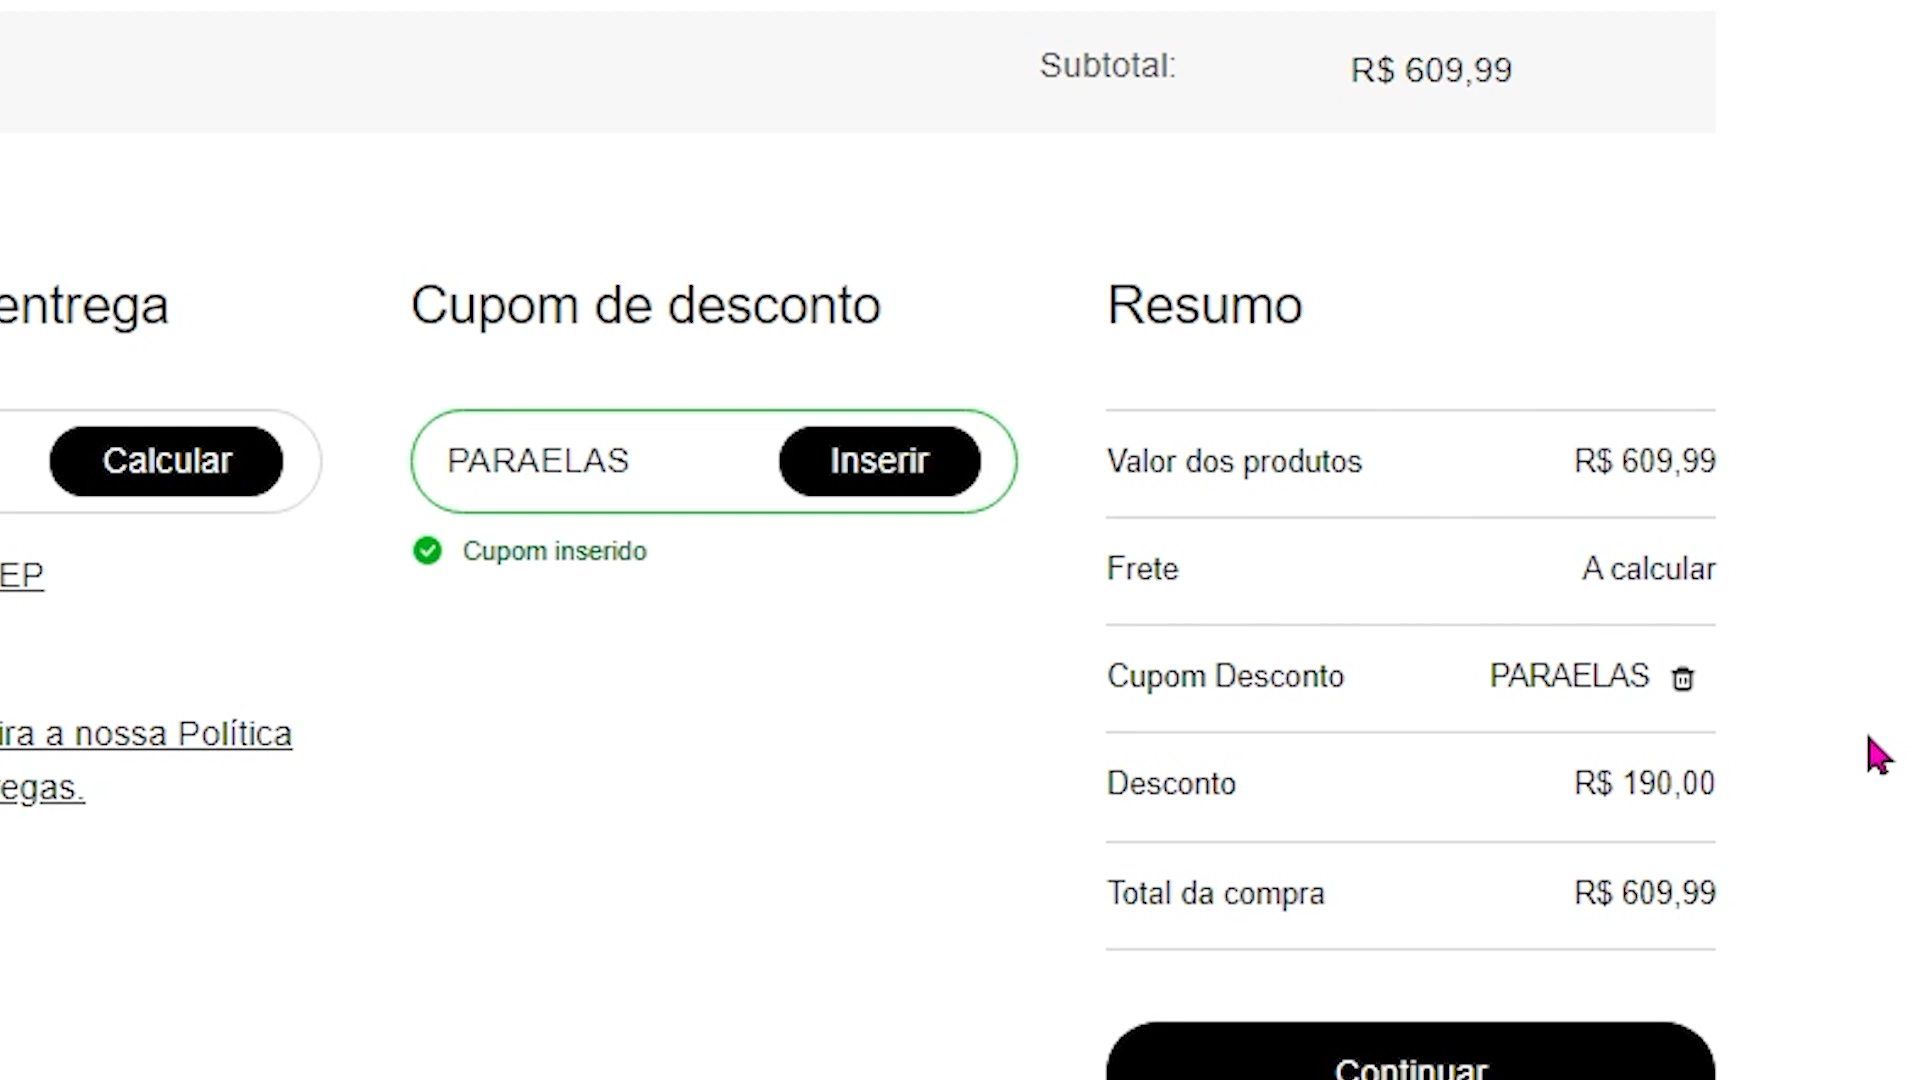 Subtotal: R$ 609,99
entrega
Cupom de desconto
Resumo
Calcular
PARAELAS
Inserir
Valor dos produtos R$ 609,99
EP
Cupom inserido
Frete A calcular
Cupom Desconto PARAELAS
ira a nossa Política
egas.
Desconto R$ 190,00
Total da compra R$ 609,99
Continuar